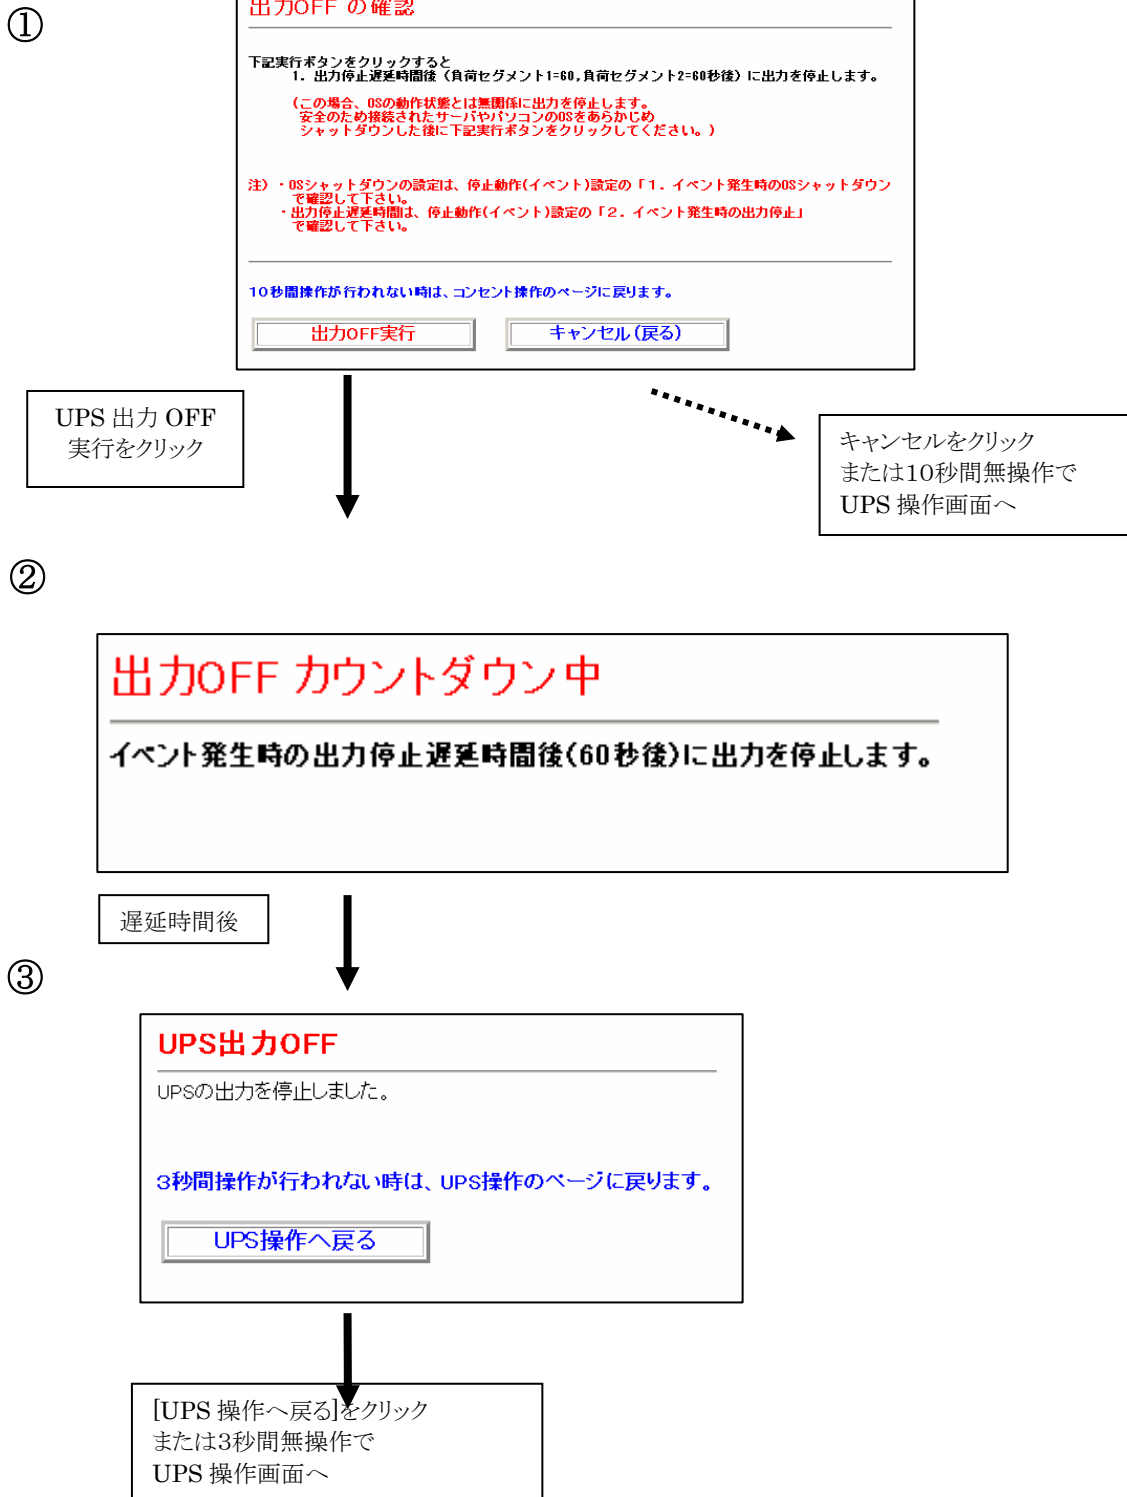 ①
出力OFF の確認
下記実行ボタンをクリックすると
1. 出力停止遅延時間後（負荷セグメント1=60,負荷セグメント2=60秒後）に出力を停止します。
（この場合、OSの動作状態とは無関係に出力を停止します。
安全のため接続されたサーバやパソコンのOSをあらかじめ
シャットダウンした後に下記実行ボタンをクリックしてください。）
注）・OSシャットダウンの設定は、停止動作(イベント)設定の「１．イベント発生時のOSシャットダウン
で確認して下さい。
・出力停止遅延時間は、停止動作(イベント)設定の「２．イベント発生時の出力停止」
で確認して下さい。
10秒間操作が行われない時は、コンセント操作のページに戻ります。
出力OFF実行
キャンセル(戻る)
UPS 出力 OFF
実行をクリック
キャンセルをクリック
または10秒間無操作で
UPS 操作画面へ
②
出力OFF カウントダウン中
イベント発生時の出力停止遅延時間後(60秒後)に出力を停止します。
遅延時間後
③
UPS出力OFF
UPSの出力を停止しました。
3秒間操作が行われない時は、UPS操作のページに戻ります。
UPS操作へ戻る
[UPS 操作へ戻る]をクリック
または3秒間無操作で
UPS 操作画面へ